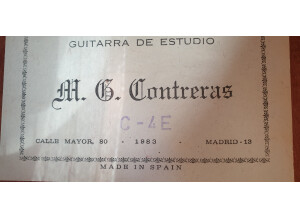 GUITARRA DE ESTUDIO
M. G. Contreras
C-4E
CALLE MAYOR, 80 - 1983 - MADRID-13
MADE IN SPAIN